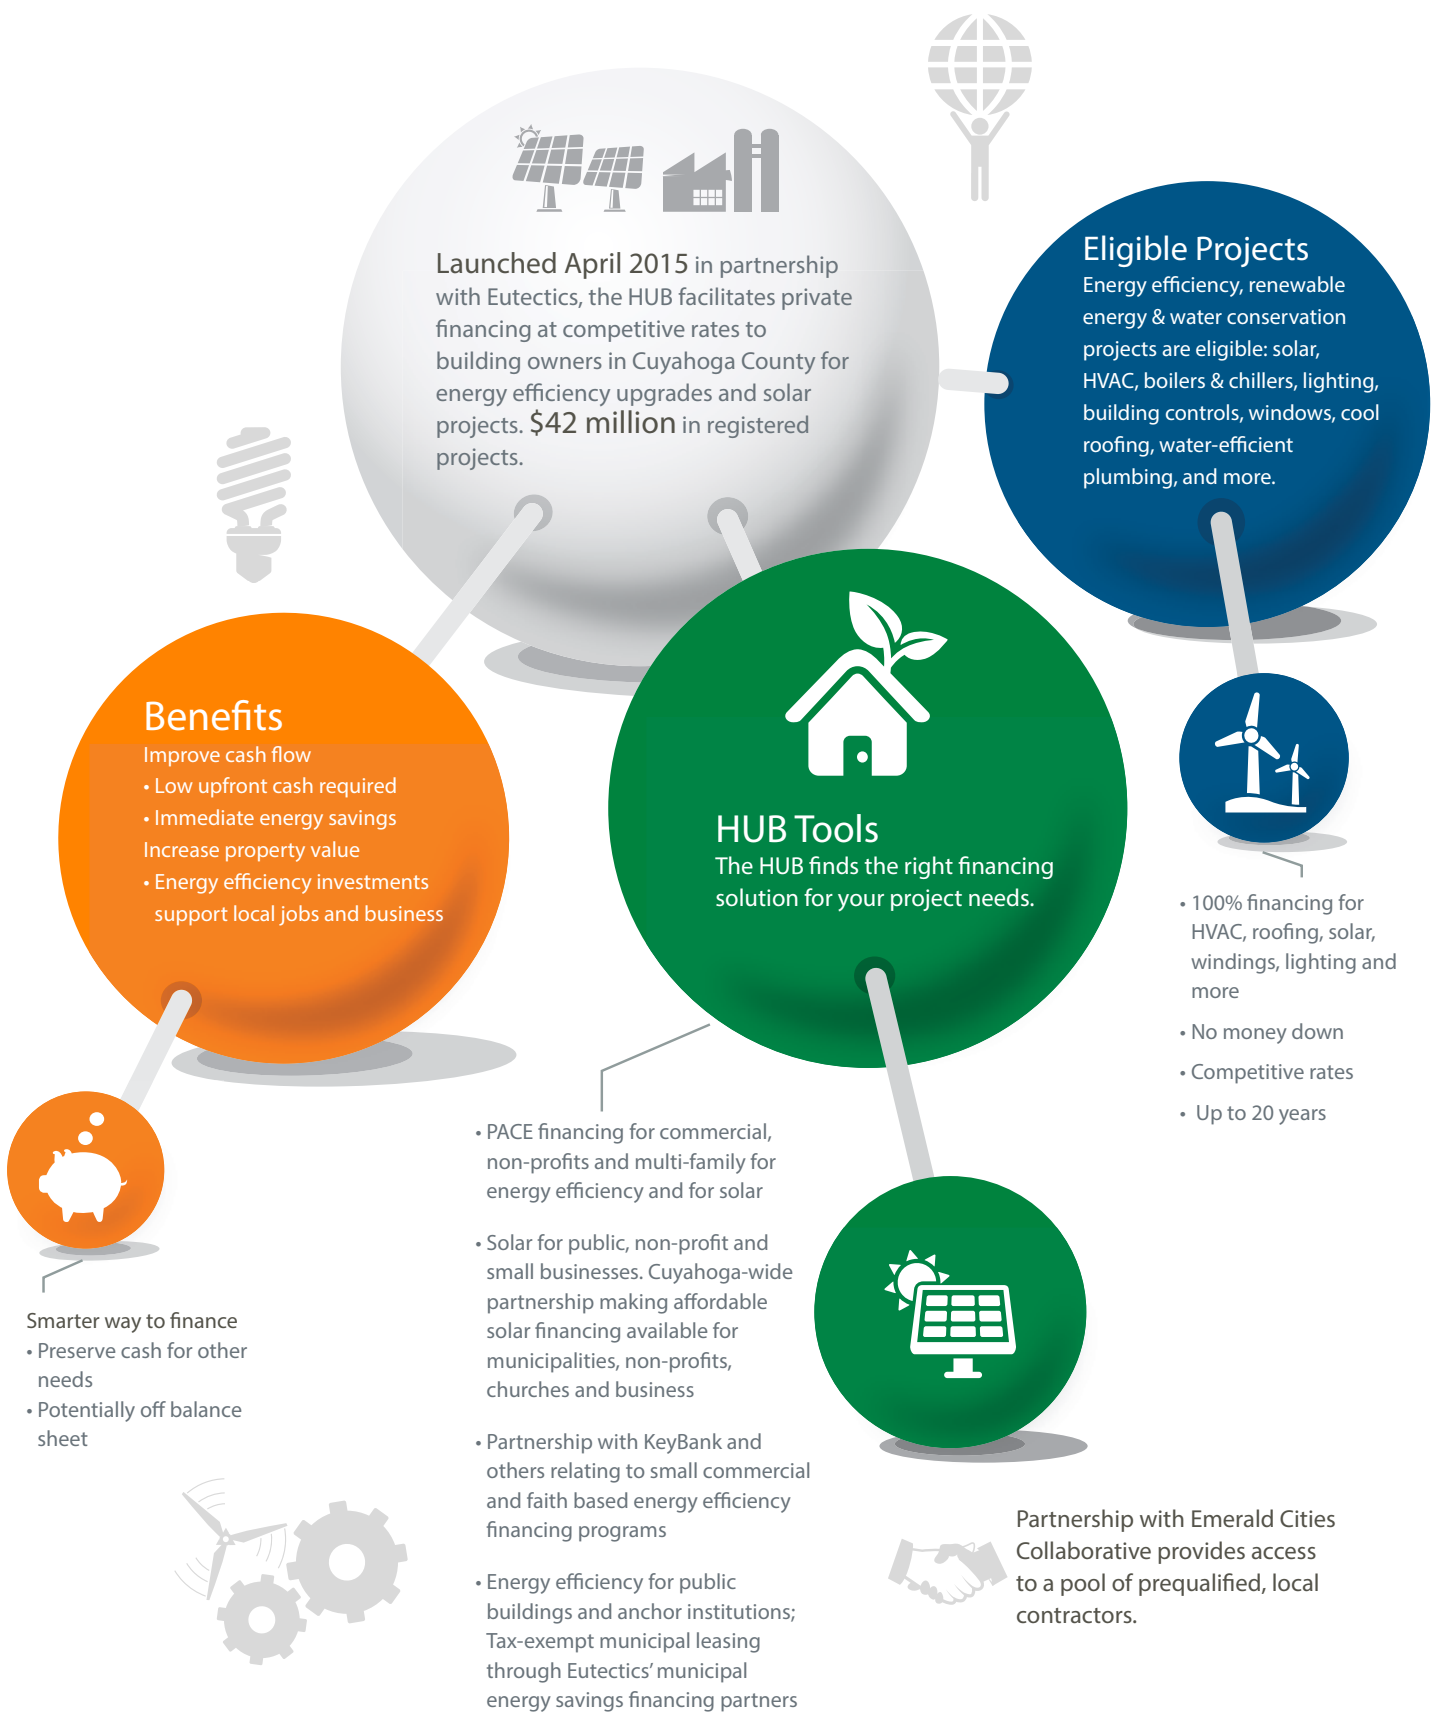 Launched April 2015 in partnership
with Eutectics, the HUB facilitates private
financing at competitive rates to
building owners in Cuyahoga County for
energy efficiency upgrades and solar
projects. $42 million in registered
projects.
Eligible Projects
Energy efficiency, renewable
energy & water conservation
projects are eligible: solar,
HVAC, boilers & chillers, lighting,
building controls, windows, cool
roofing, water-efficient
plumbing, and more.
Benefits
Improve cash flow
• Low upfront cash required
• Immediate energy savings
Increase property value
• Energy efficiency investments
support local jobs and business
HUB Tools
The HUB finds the right financing
solution for your project needs.
• 100% financing for
HVAC, roofing, solar,
windings, lighting and
more
• No money down
• Competitive rates
• Up to 20 years
Smarter way to finance
• Preserve cash for other
needs
• Potentially off balance
sheet
• PACE financing for commercial,
non-profits and multi-family for
energy efficiency and for solar
• Solar for public, non-profit and
small businesses. Cuyahoga-wide
partnership making affordable
solar financing available for
municipalities, non-profits,
churches and business
• Partnership with KeyBank and
others relating to small commercial
and faith based energy efficiency
financing programs
• Energy efficiency for public
buildings and anchor institutions;
Tax-exempt municipal leasing
through Eutectics’ municipal
energy savings financing partners
Partnership with Emerald Cities
Collaborative provides access
to a pool of prequalified, local
contractors.